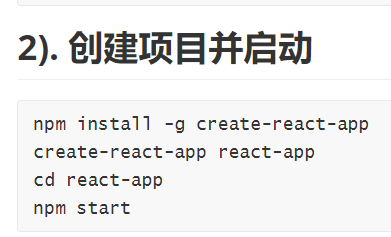 2). 创建项目并启动
npm install -g create-react-app
create-react-app react-app
cd react-app
npm start